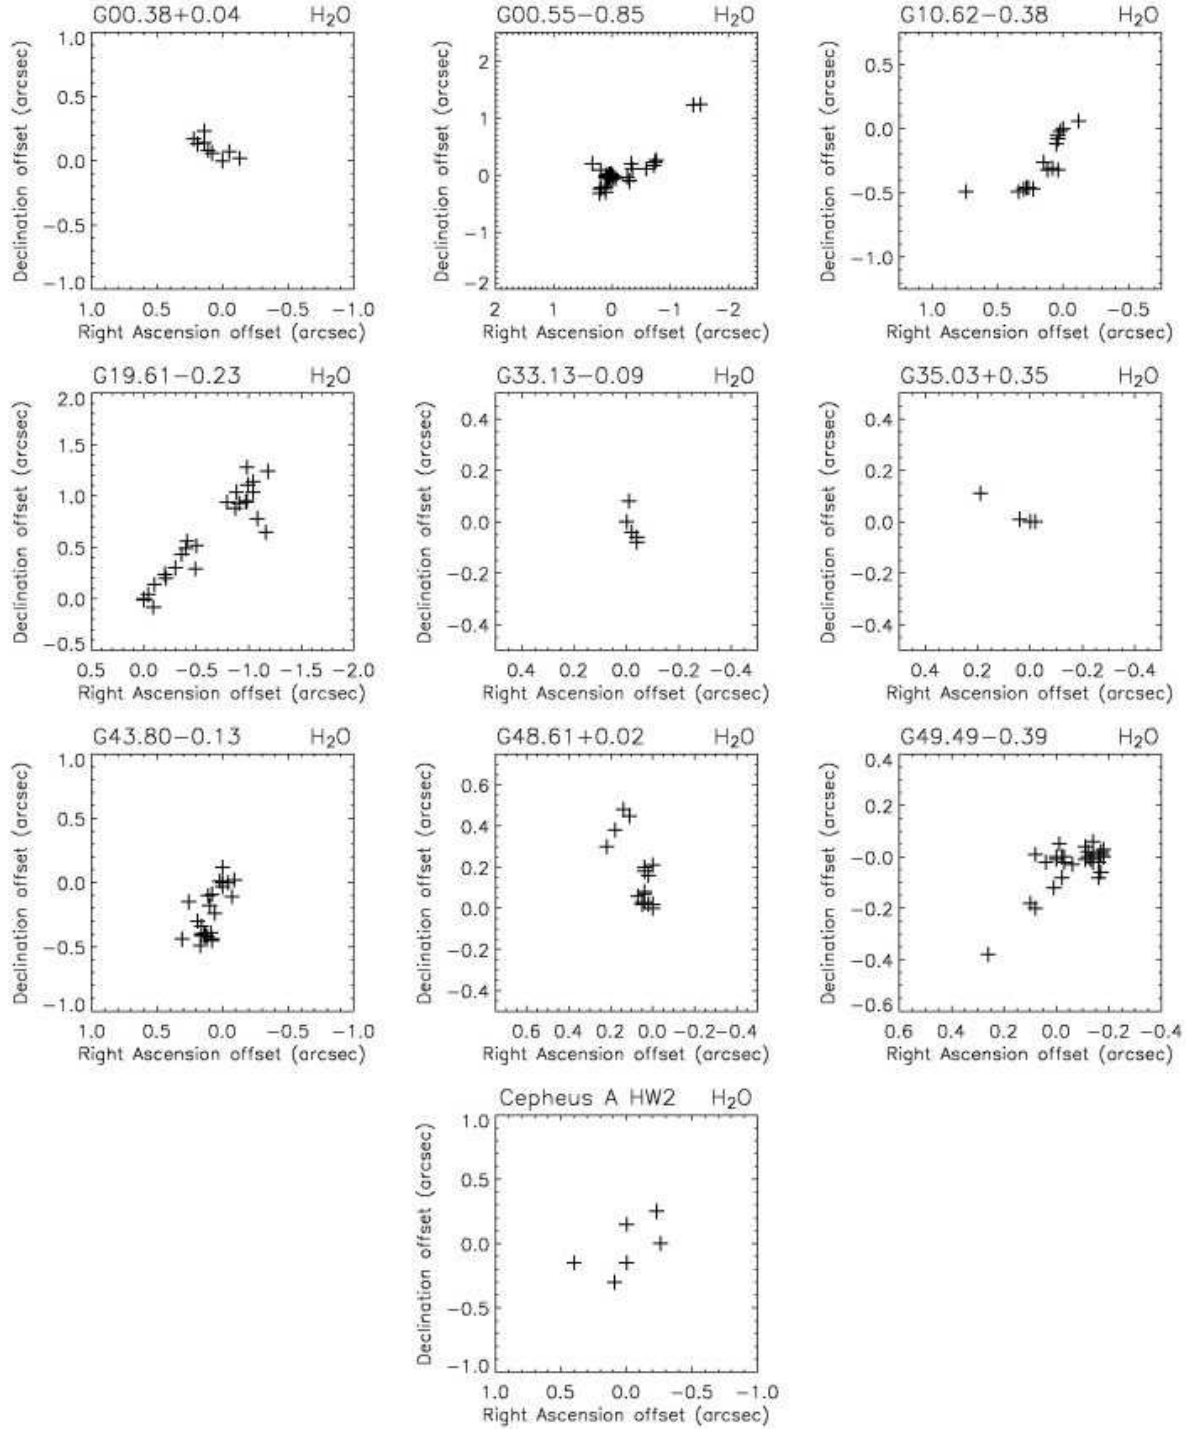 G00.38+0.04 H₂O
1.0
0.5
0.0
−0.5
−1.0
Declination offset (arcsec)
1.0 0.5 0.0 −0.5 −1.0
Right Ascension offset (arcsec)
G00.55−0.85 H₂O
2
1
0
−1
−2
Declination offset (arcsec)
2 1 0 −1 −2
Right Ascension offset (arcsec)
G10.62−0.38 H₂O
0.5
0.0
−0.5
−1.0
Declination offset (arcsec)
1.0 0.5 0.0 −0.5
Right Ascension offset (arcsec)
G19.61−0.23 H₂O
2.0
1.5
1.0
0.5
0.0
−0.5
Declination offset (arcsec)
0.5 0.0 −0.5 −1.0 −1.5 −2.0
Right Ascension offset (arcsec)
G33.13−0.09 H₂O
0.4
0.2
0.0
−0.2
−0.4
Declination offset (arcsec)
0.4 0.2 0.0 −0.2 −0.4
Right Ascension offset (arcsec)
G35.03+0.35 H₂O
0.4
0.2
0.0
−0.2
−0.4
Declination offset (arcsec)
0.4 0.2 0.0 −0.2 −0.4
Right Ascension offset (arcsec)
G43.80−0.13 H₂O
1.0
0.5
0.0
−0.5
−1.0
Declination offset (arcsec)
1.0 0.5 0.0 −0.5 −1.0
Right Ascension offset (arcsec)
G48.61+0.02 H₂O
0.6
0.4
0.2
0.0
−0.2
−0.4
Declination offset (arcsec)
0.6 0.4 0.2 0.0 −0.2−0.4
Right Ascension offset (arcsec)
G49.49−0.39 H₂O
0.4
0.2
−0.0
−0.2
−0.4
−0.6
Declination offset (arcsec)
0.6 0.4 0.2 0.0 −0.2 −0.4
Right Ascension offset (arcsec)
Cepheus A HW2 H₂O
1.0
0.5
0.0
−0.5
−1.0
Declination offset (arcsec)
1.0 0.5 0.0 −0.5 −1.0
Right Ascension offset (arcsec)